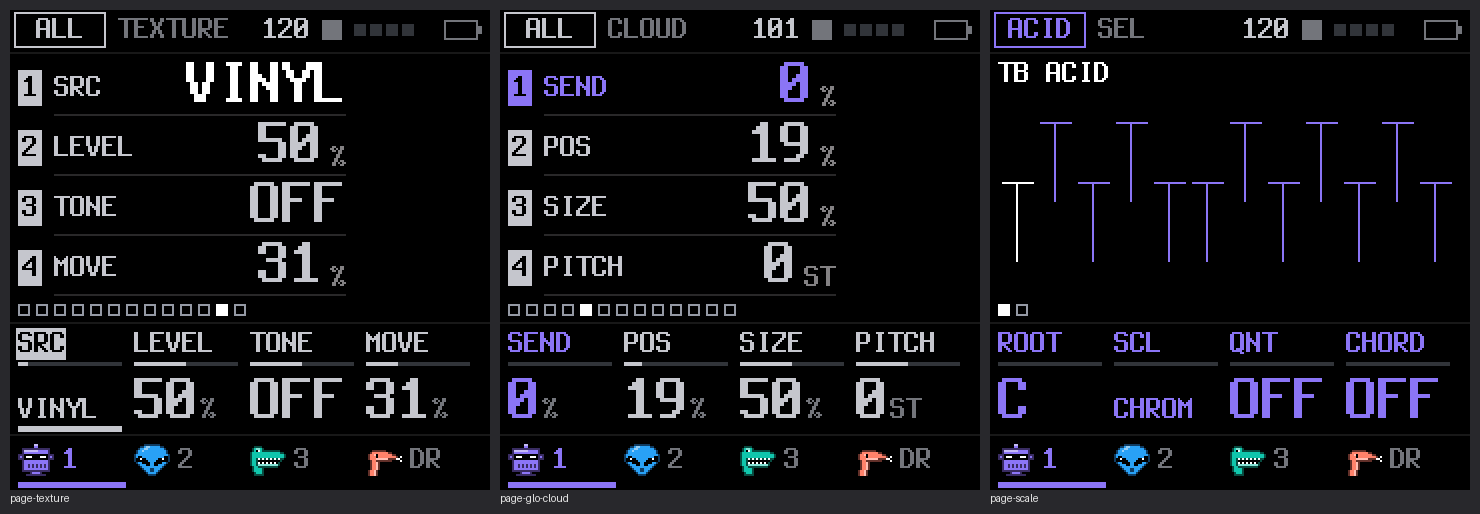 ALL TEXTURE 120
1 SRC VINYL
2 LEVEL 50 %
3 TONE OFF
4 MOVE 31 %
SRC LEVEL TONE MOVE
VINYL 50% OFF 31%
1 2 3 DR
page-texture
ALL CLOUD 101
1 SEND 0 %
2 POS 19 %
3 SIZE 50 %
4 PITCH 0 ST
SEND POS SIZE PITCH
0% 19% 50% 0ST
1 2 3 DR
page-glo-cloud
ACID SEL 120
TB ACID
ROOT SCL QNT CHORD
C CHROM OFF OFF
1 2 3 DR
page-scale